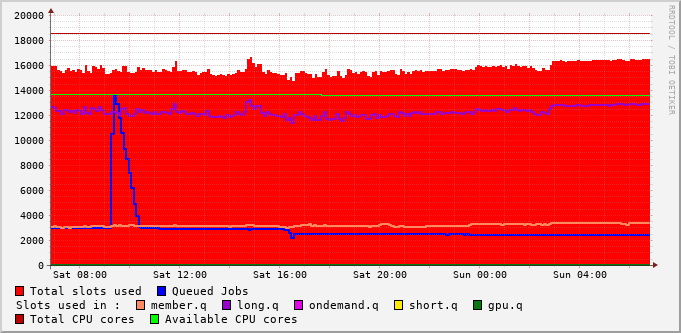 20000
18000
16000
14000
12000
10000
8000
6000
4000
2000
0
Sat 08:00 Sat 12:00 Sat 16:00 Sat 20:00 Sun 00:00 Sun 04:00
Total slots used Queued Jobs
Slots used in : member.q long.q ondemand.q short.q gpu.q
Total CPU cores Available CPU cores
RRDTOOL / TOBI OETIKER